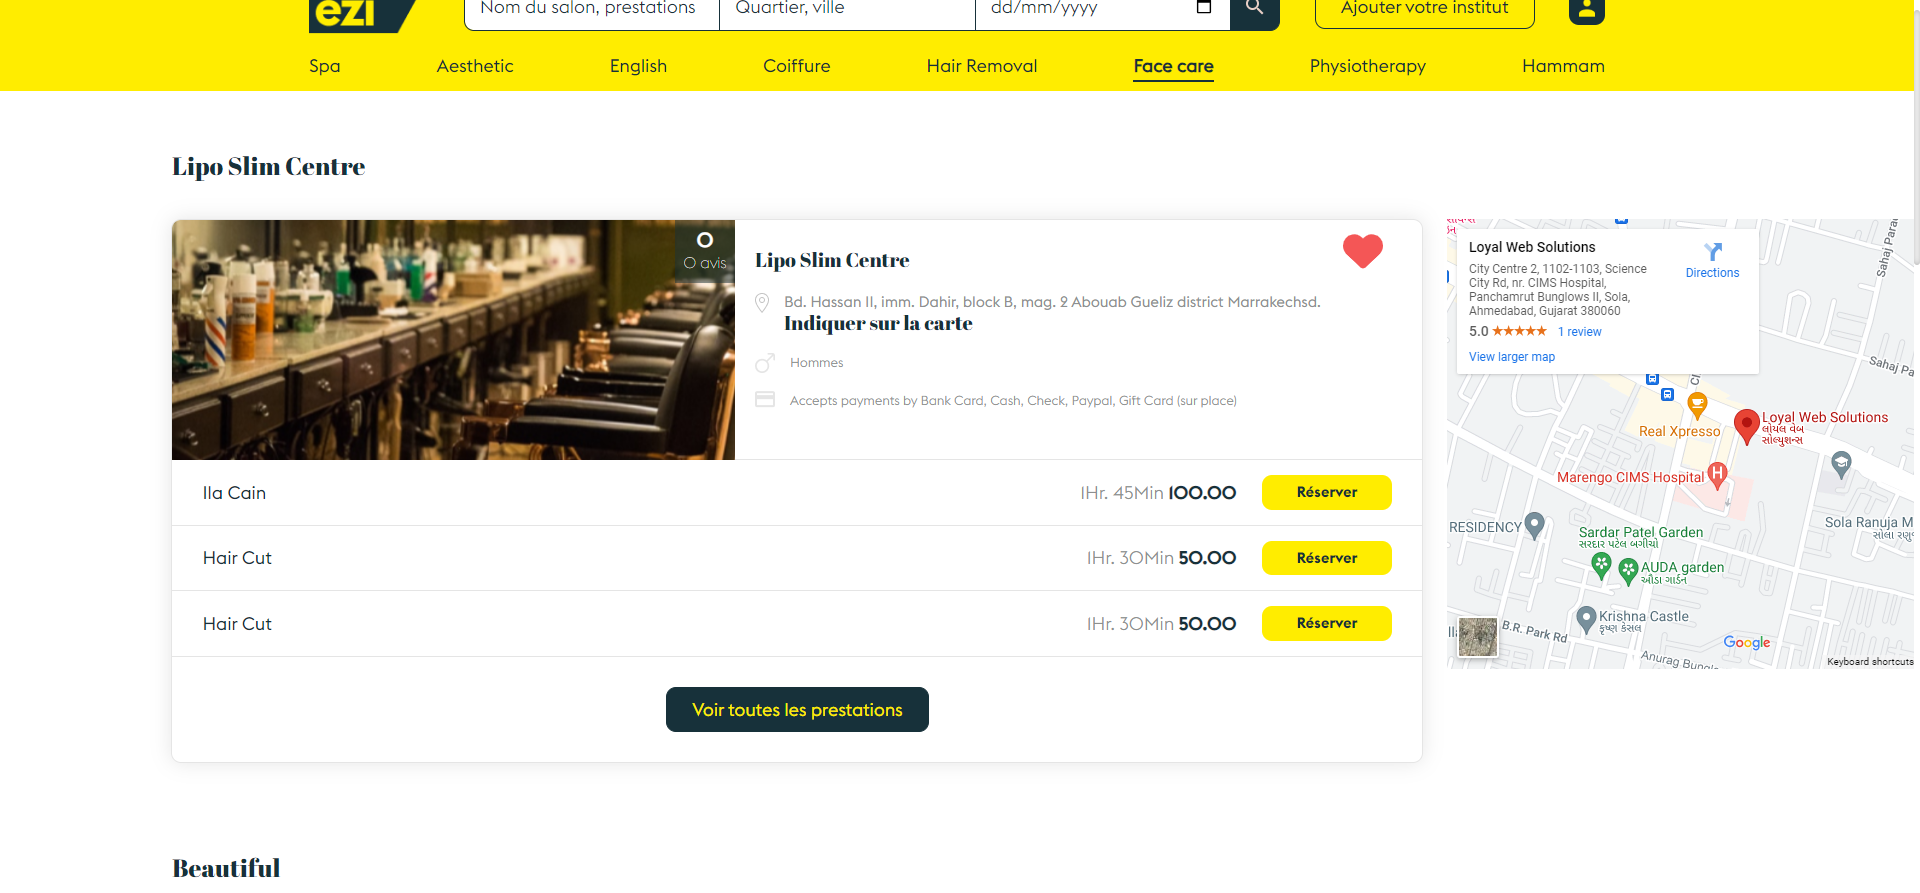 ezi
Nom du salon, prestations
Quartier, ville
dd/mm/yyyy
Ajouter votre institut
Spa
Aesthetic
English
Coiffure
Hair Removal
Face care
Physiotherapy
Hammam
Lipo Slim Centre
0
0 avis
Lipo Slim Centre
Bd. Hassan II, imm. Dahir, block B, mag. 2 Abouab Gueliz district Marrakechsd.
Indiquer sur la carte
Hommes
Accepts payments by Bank Card, Cash, Check, Paypal, Gift Card (sur place)
Ila Cain
1Hr. 45Min 100.00
Réserver
Hair Cut
1Hr. 30Min 50.00
Réserver
Hair Cut
1Hr. 30Min 50.00
Réserver
Voir toutes les prestations
Beautiful
Loyal Web Solutions
Directions
City Centre 2, 1102-1103, Science
City Rd, nr. CIMS Hospital,
Panchamrut Bunglows II, Sola,
Ahmedabad, Gujarat 380060
5.0
1 review
View larger map
Sahaj Para
Sahaj Pa
Loyal Web Solutions
લોયલ વેબ
સોલ્યુશન્સ
Real Xpresso
Marengo CIMS Hospital
H
RESIDENCY
Sola Ranuja M
Sardar Patel Garden
સરદાર પટેલ બગીચો
AUDA garden
ઔડા ગાર્ડન
Krishna Castle
કૃષ્ણ કેસલ
B.R. Park Rd
Google
Keyboard shortcuts